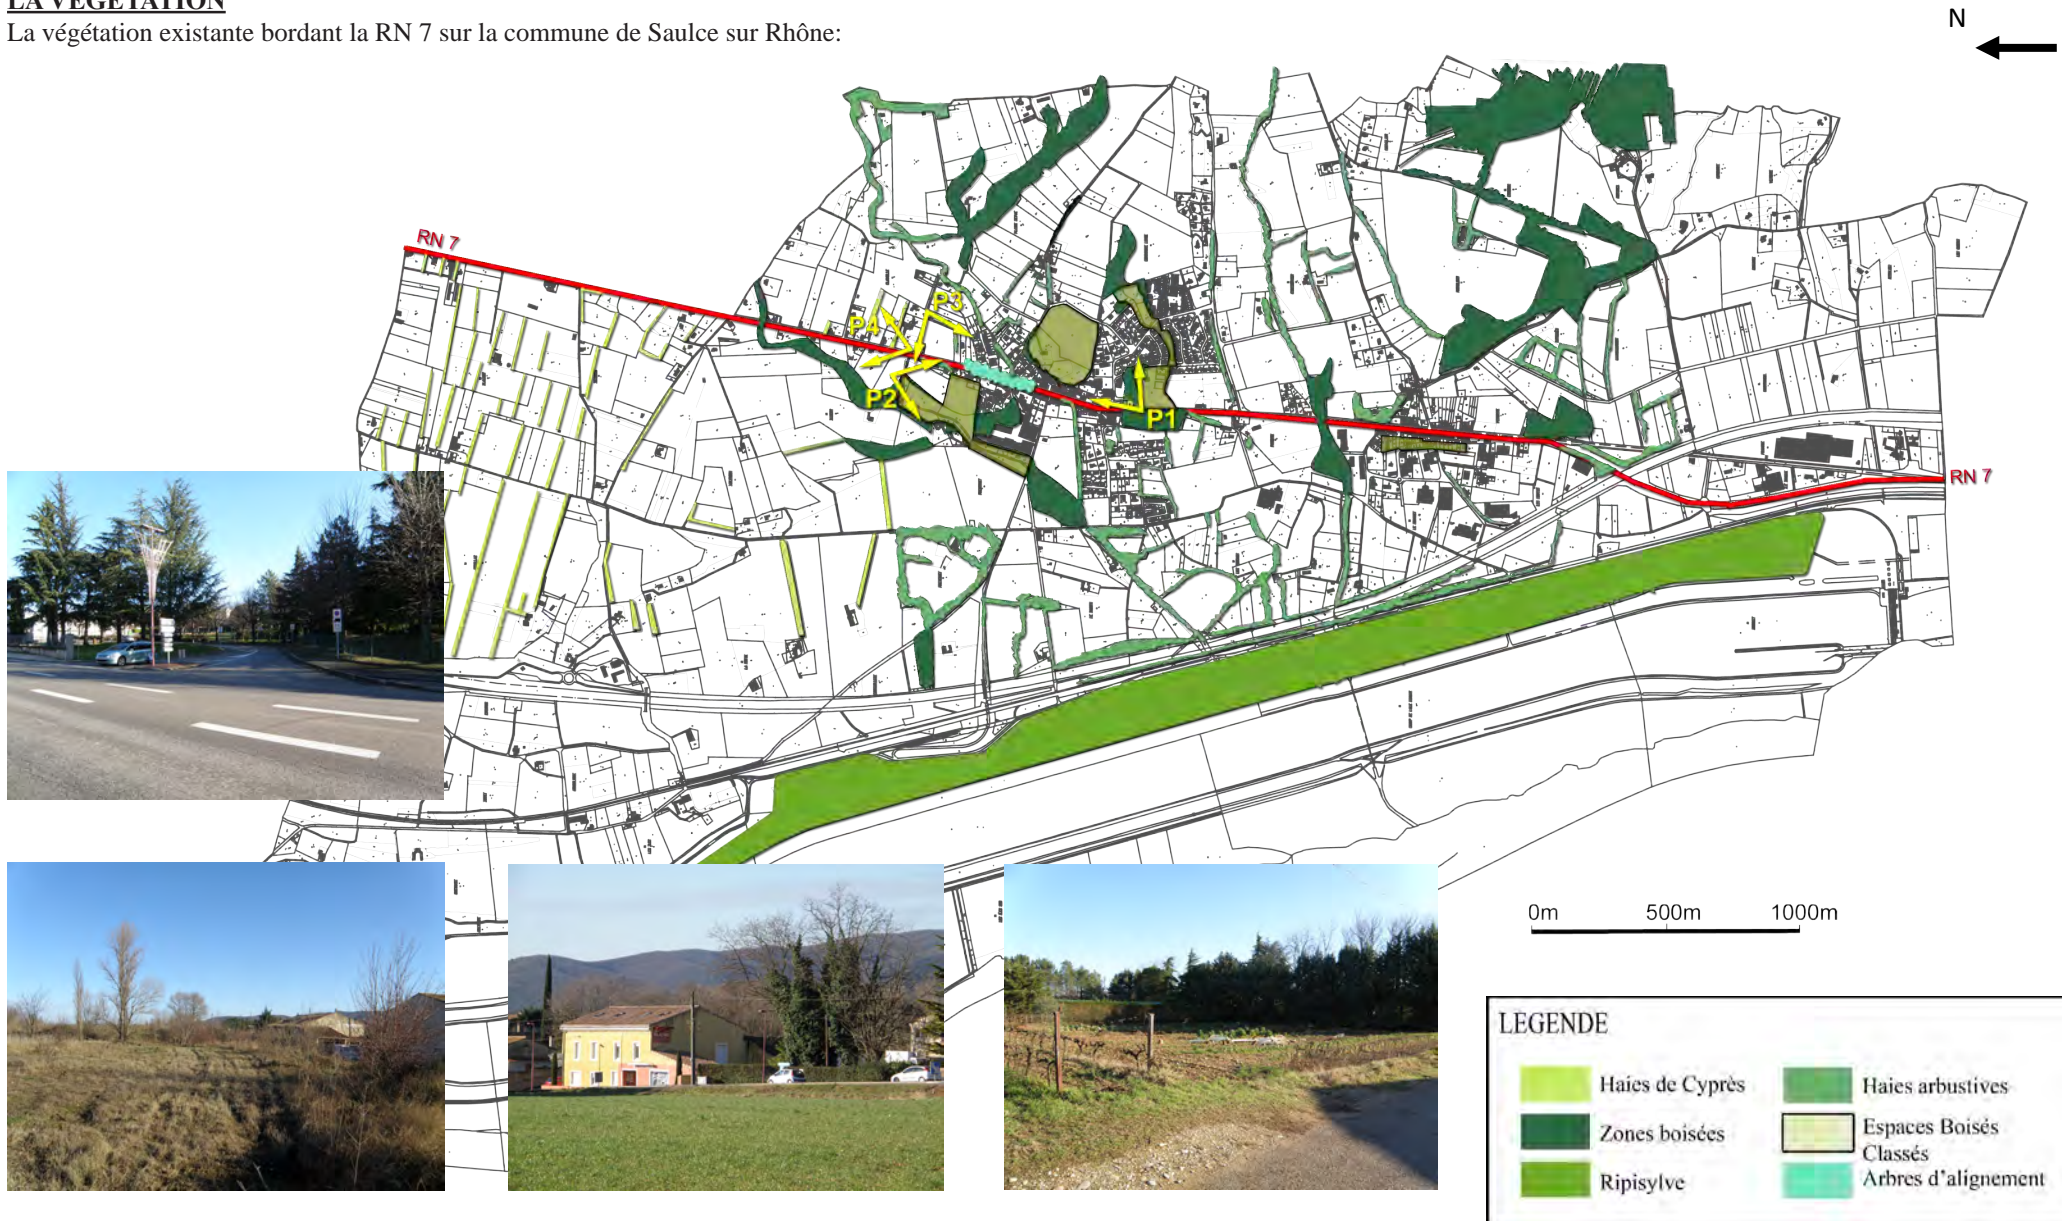 LA VEGETATION
La végétation existante bordant la RN 7 sur la commune de Saulce sur Rhône:
N
RN 7
P3
P4
P2
P1
RN 7
0m 500m 1000m
LEGENDE
Haies de Cyprès
Haies arbustives
Zones boisées
Espaces Boisés
Classés
Ripisylve
Arbres d'alignement